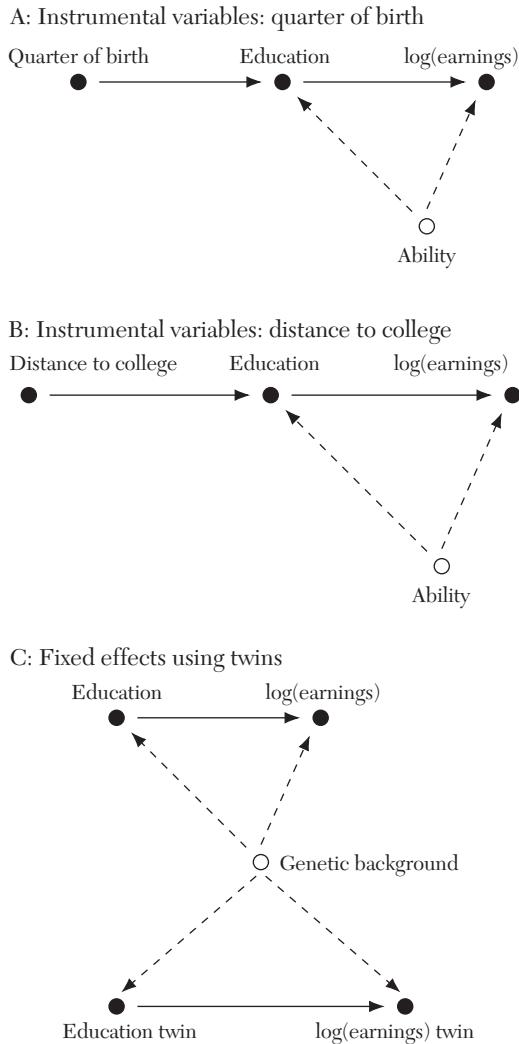 A: Instrumental variables: quarter of birth
Quarter of birth Education log(earnings)
Ability
B: Instrumental variables: distance to college
Distance to college Education log(earnings)
Ability
C: Fixed effects using twins
Education log(earnings)
Genetic background
Education twin log(earnings) twin